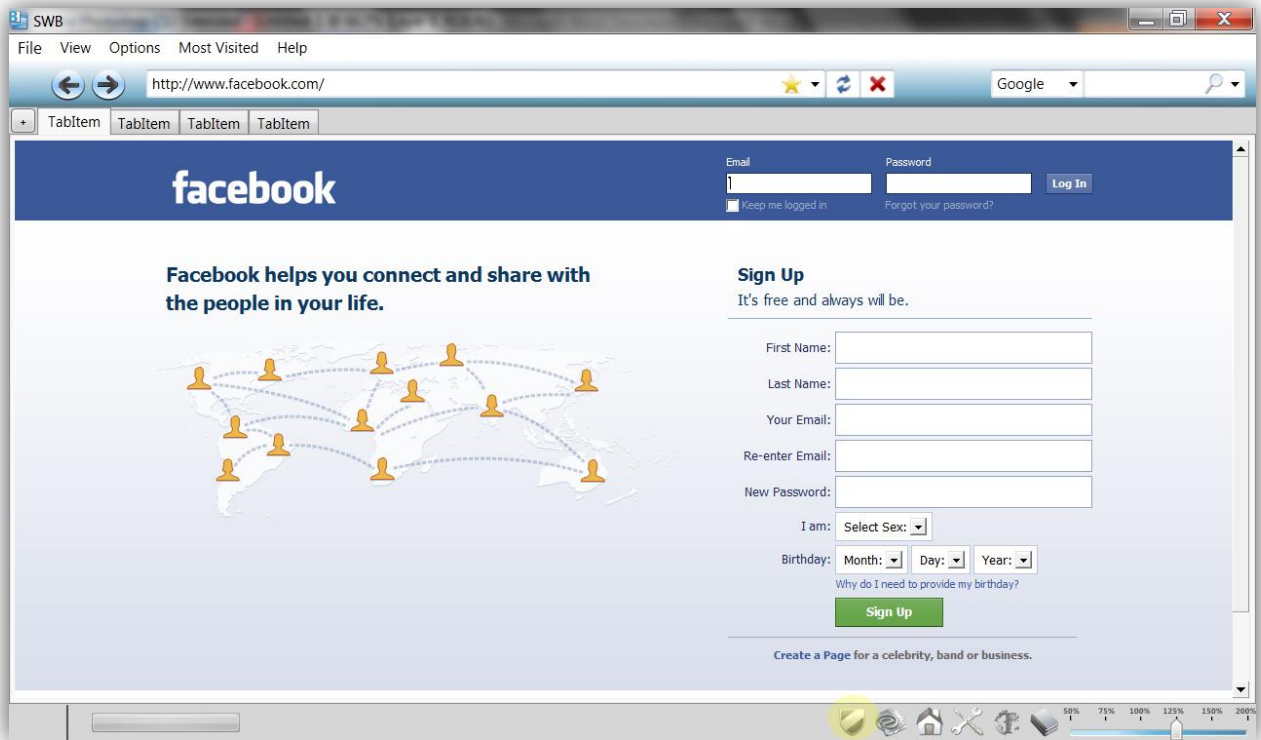 SWB
File View Options Most Visited Help
http://www.facebook.com/
Google
+ TabItem TabItem TabItem TabItem
facebook
Email Password
Log In
Keep me logged in Forgot your password?
Facebook helps you connect and share with
the people in your life.
Sign Up
It's free and always will be.
First Name:
Last Name:
Your Email:
Re-enter Email:
New Password:
I am: Select Sex:
Birthday: Month: Day: Year:
Why do I need to provide my birthday?
Sign Up
Create a Page for a celebrity, band or business.
50% 75% 100% 125% 150% 200%